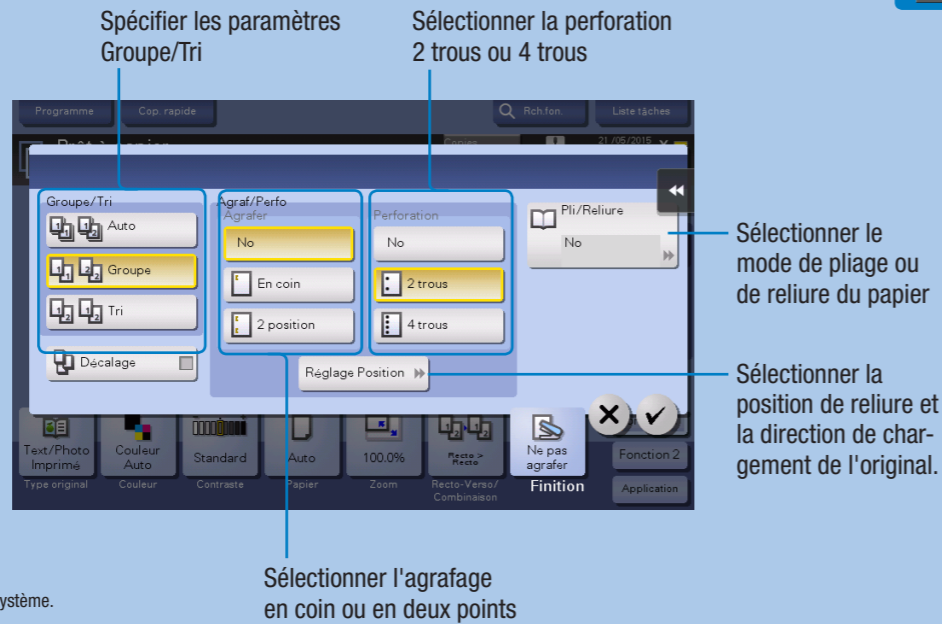 Spécifier les paramètres
Groupe/Tri
Sélectionner la perforation
2 trous ou 4 trous
Programme
Cop. rapide
Rch.fon.
Liste tâches
Copies
21/05/2015
Groupe/Tri
Auto
Groupe
Tri
Décalage
Agraf/Perfo
Agrafer
No
En coin
2 position
Perforation
No
2 trous
4 trous
Réglage Position
Pli/Reliure
No
Sélectionner le
mode de pliage ou
de reliure du papier
Sélectionner la
position de reliure et
la direction de char-
gement de l'original.
Text/Photo
Imprimé
Type original
Couleur
Auto
Couleur
Standard
Contraste
Auto
Papier
100.0%
Zoom
Recto >
Recto
Recto-Verso/
Combinaison
Ne pas
agrafer
Finition
Fonction 2
Application
Sélectionner l'agrafage
en coin ou en deux points
ystème.